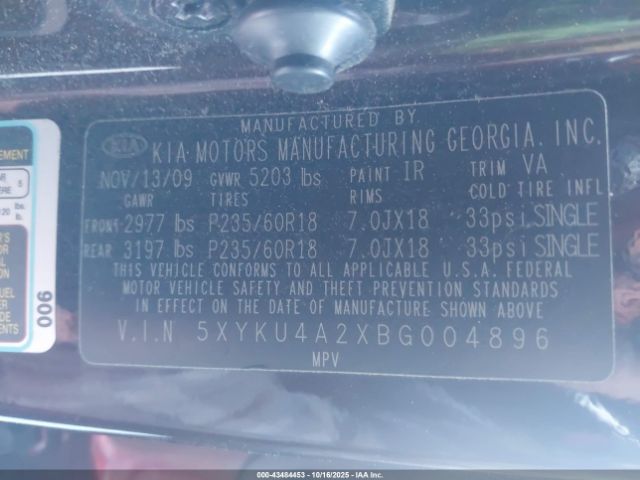 MANUFACTURED BY
KIA KIA MOTORS MANUFACTURING GEORGIA, INC.
NOV/13/09 GVWR 5203 lbs PAINT IR TRIM VA
GAWR TIRES RIMS COLD TIRE INFL
FRONT 2977 lbs P235/60R18 7.0JX18 33psi SINGLE
REAR 3197 lbs P235/60R18 7.0JX18 33psi SINGLE
THIS VEHICLE CONFORMS TO ALL APPLICABLE U.S.A. FEDERAL
MOTOR VEHICLE SAFETY AND THEFT PREVENTION STANDARDS
IN EFFECT ON THE DATE OF MANUFACTURE SHOWN ABOVE
V.I.N 5XYKU4A2XBG004896
MPV
006
000-43484453 - 10/16/2025 - IAA Inc.